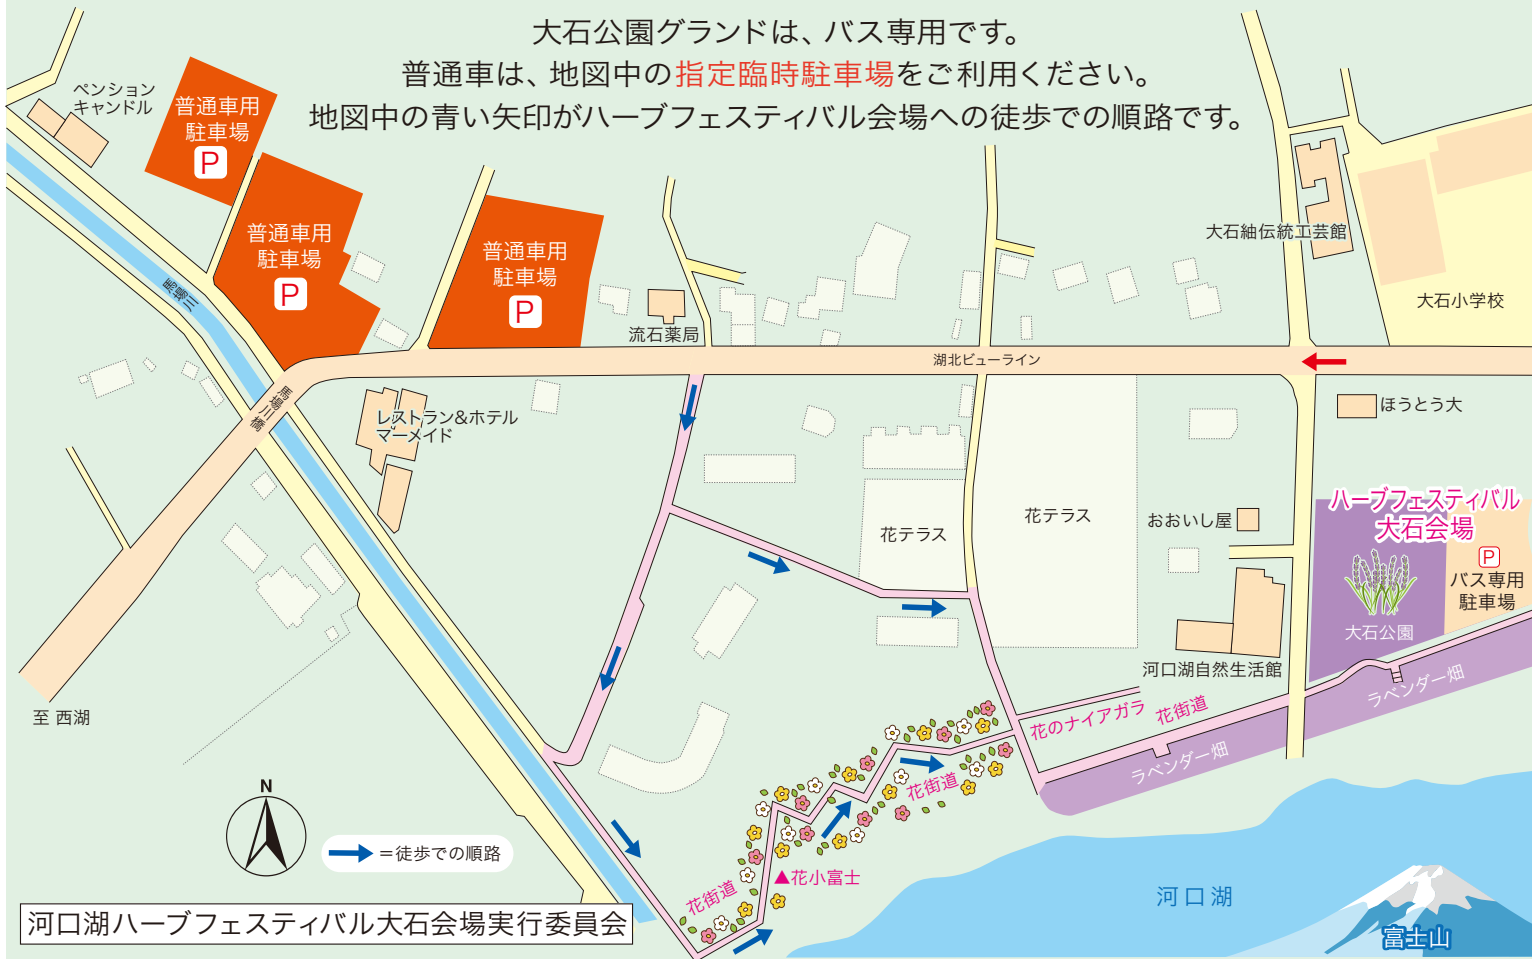 大石公園グランドは、バス専用です。
普通車は、地図中の指定臨時駐車場をご利用ください。
地図中の青い矢印がハーブフェスティバル会場への徒歩での順路です。
ペンション
キャンドル
普通車用
駐車場
P
普通車用
駐車場
P
普通車用
駐車場
P
馬場川
流石薬局
大石紬伝統工芸館
大石小学校
湖北ビューライン
馬場川橋
レストラン&ホテル
マーメイド
ほうとう大
花テラス
花テラス
おおいし屋
ハーブフェスティバル
大石会場
P
バス専用
駐車場
大石公園
河口湖自然生活館
ラベンダー畑
花街道
花のナイアガラ
ラベンダー畑
至 西湖
花街道
花街道
▲花小富士
N
=徒歩での順路
河口湖
富士山
河口湖ハーブフェスティバル大石会場実行委員会